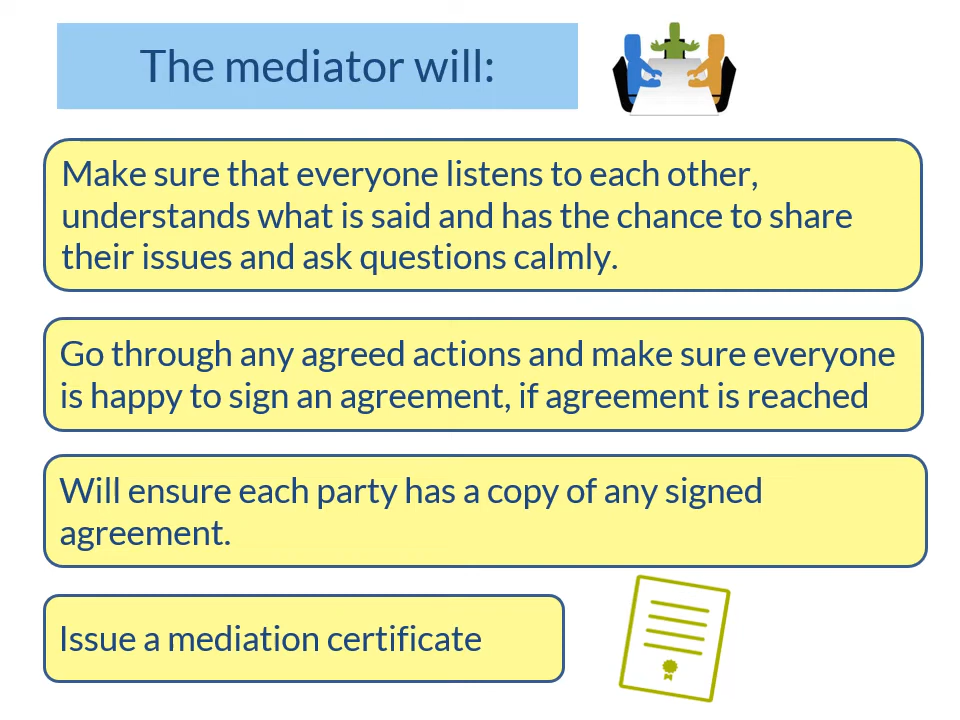 The mediator will:
Make sure that everyone listens to each other,
understands what is said and has the chance to share
their issues and ask questions calmly.
Go through any agreed actions and make sure everyone
is happy to sign an agreement, if agreement is reached
Will ensure each party has a copy of any signed
agreement.
Issue a mediation certificate